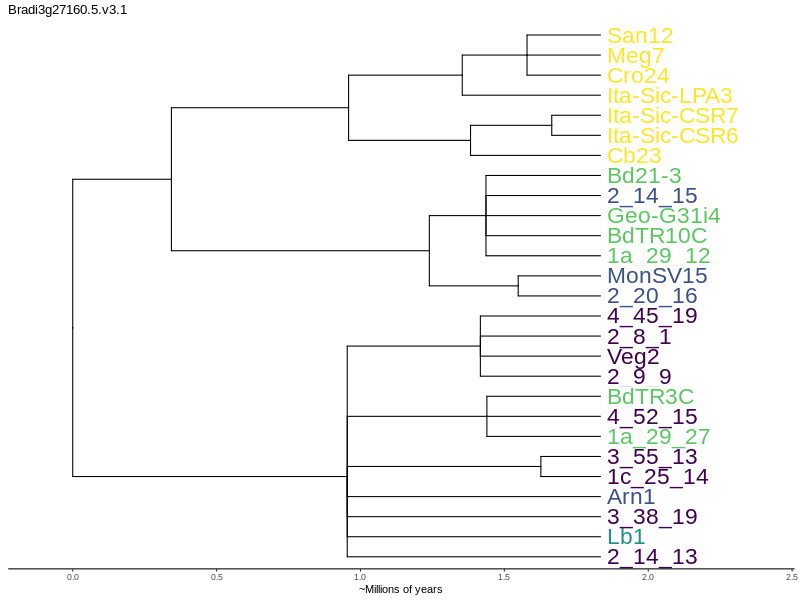 Bradi3g27160.5.v3.1
San12
Meg7
Cro24
Ita-Sic-LPA3
Ita-Sic-CSR7
Ita-Sic-CSR6
Cb23
Bd21-3
2_14_15
Geo-G31i4
BdTR10C
1a_29_12
MonSV15
2_20_16
4_45_19
2_8_1
Veg2
2_9_9
BdTR3C
4_52_15
1a_29_27
3_55_13
1c_25_14
Arn1
3_38_19
Lb1
2_14_13
0.0 0.5 1.0 1.5 2.0 2.5
~Millions of years